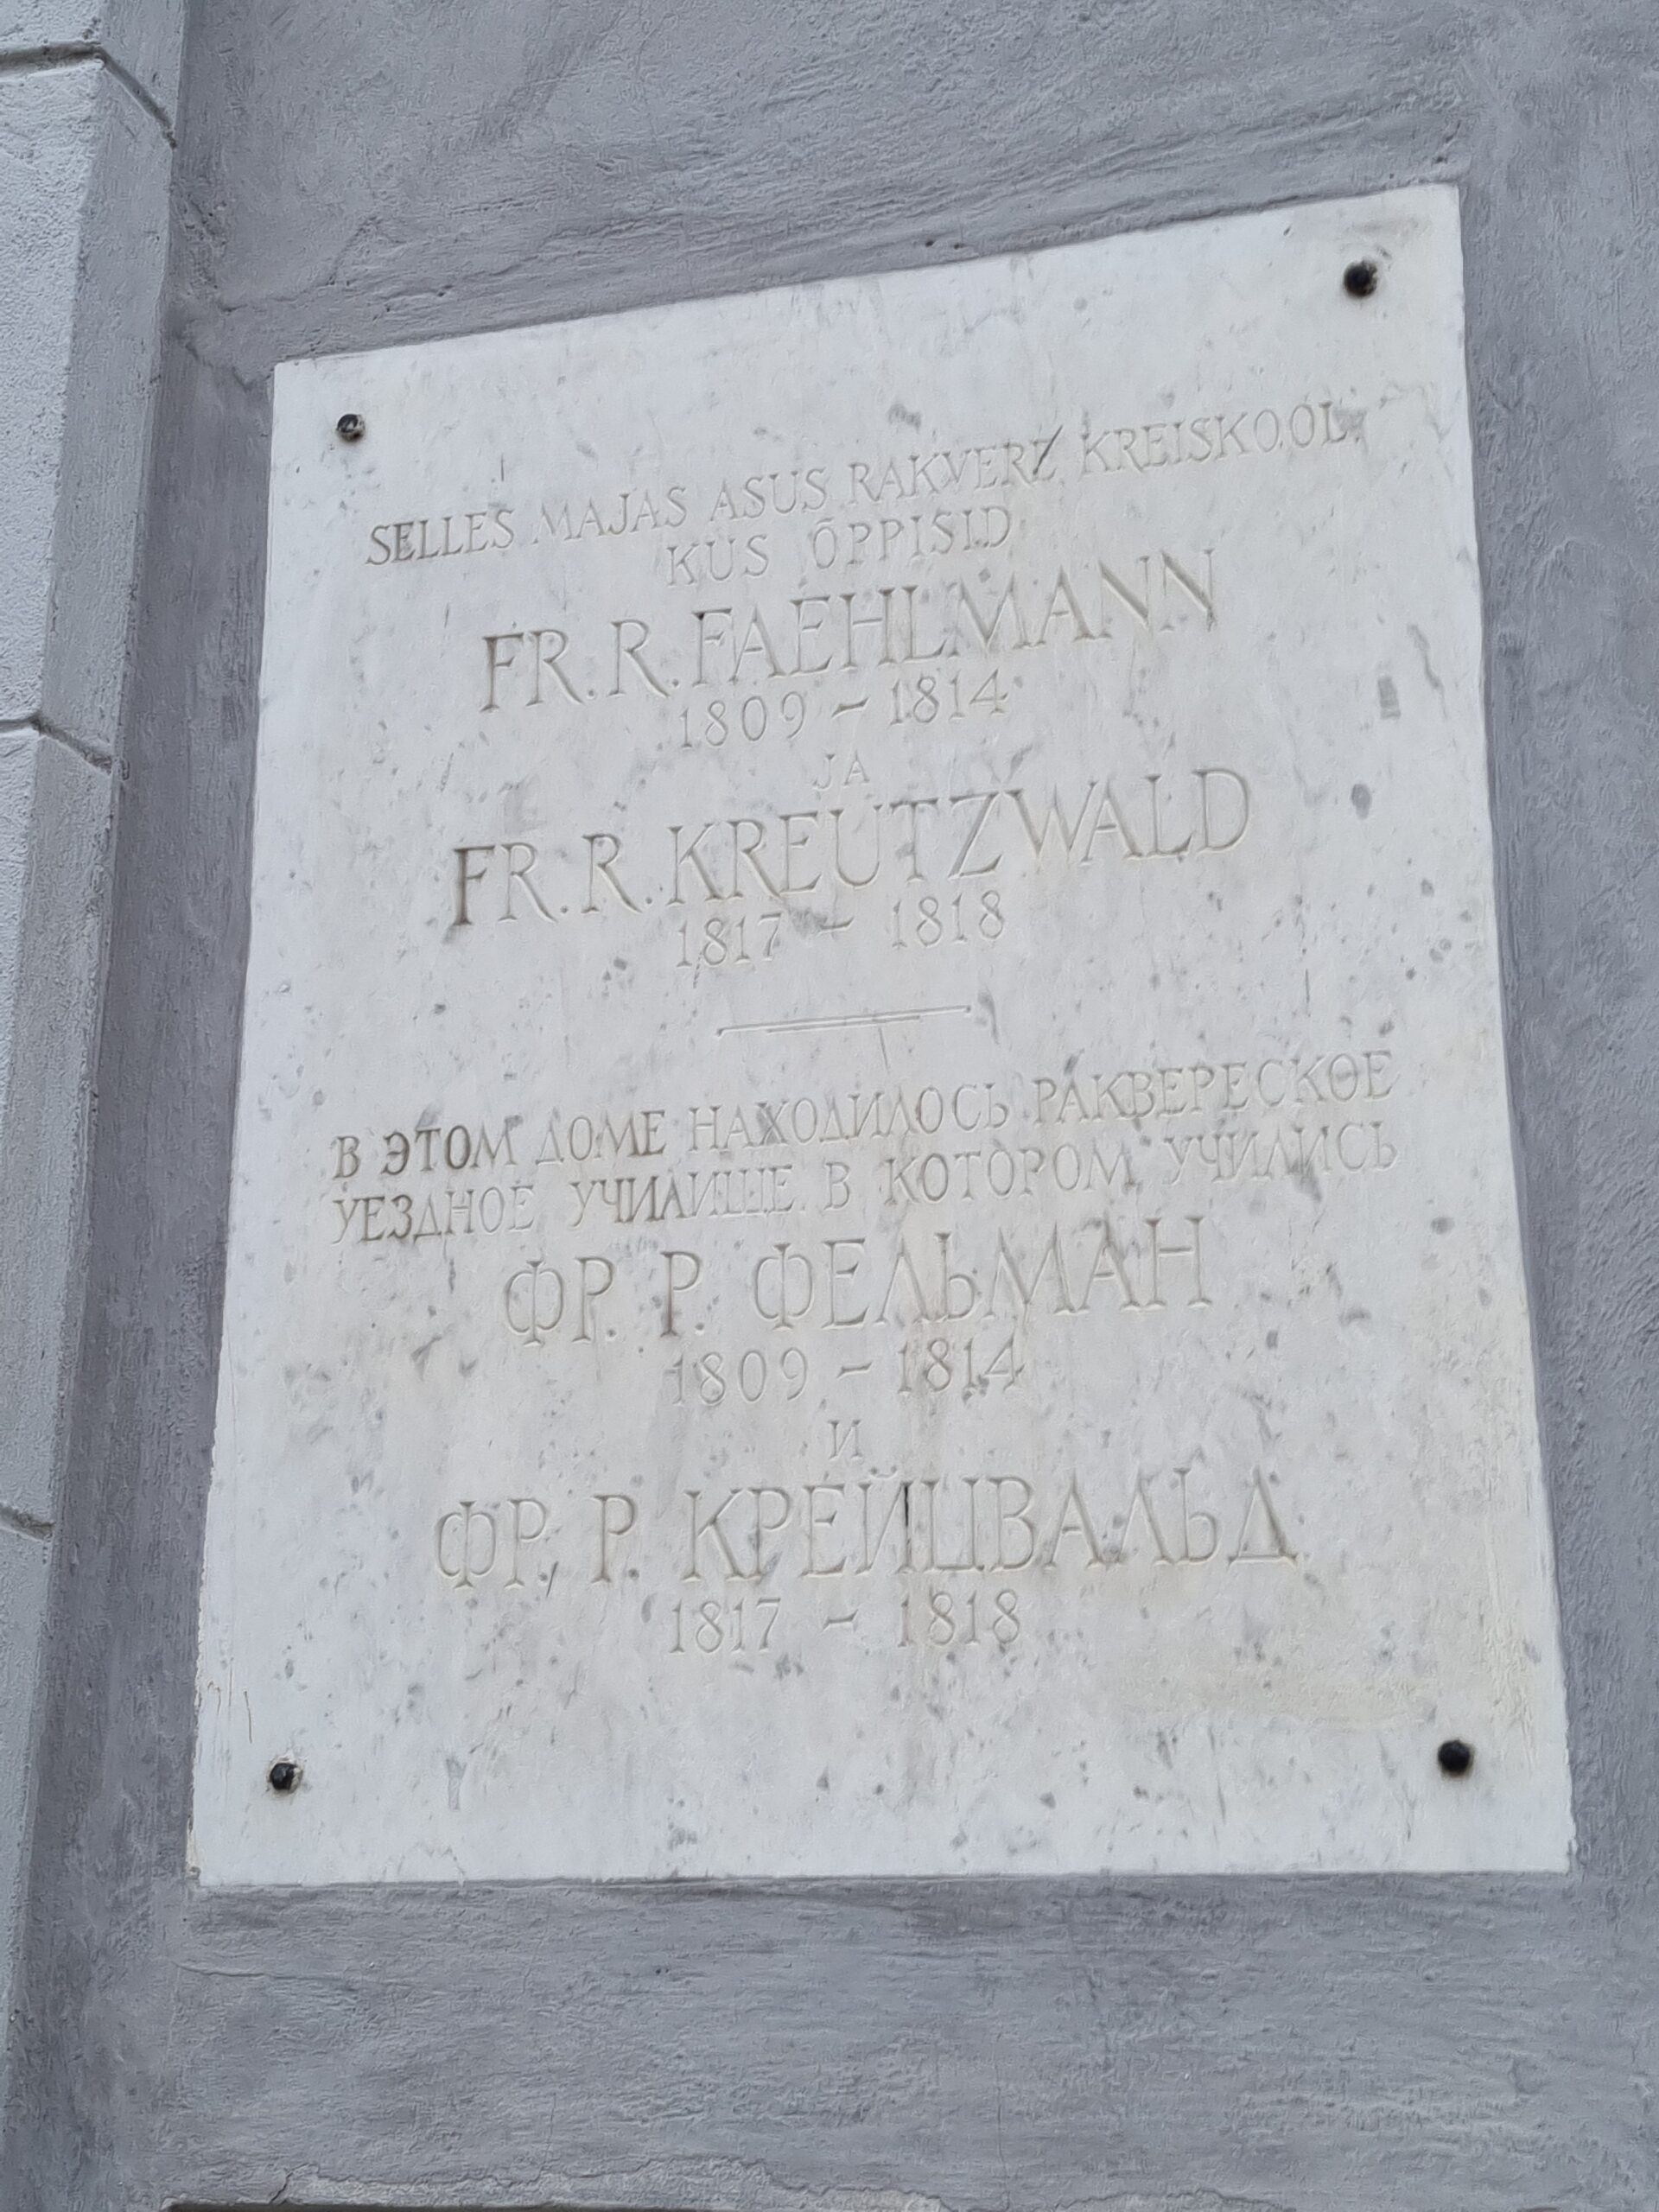 SELLES MAJAS ASUS RAKVERE KREISKOOL
KUS ÕPPISID
FR. R. FAEHLMANN
1809 – 1814
JA
FR. R. KREUTZWALD
1817 – 1818
В ЭТОМ ДОМЕ НАХОДИЛОСЬ РАКВЕРЕСКОЕ
УЕЗДНОЕ УЧИЛИЩЕ В КОТОРОМ УЧИЛИСЬ
ФР. Р. ФЕЛЬМАН
1809 – 1814
И
ФР. Р. КРЕЙЦВАЛЬД
1817 – 1818